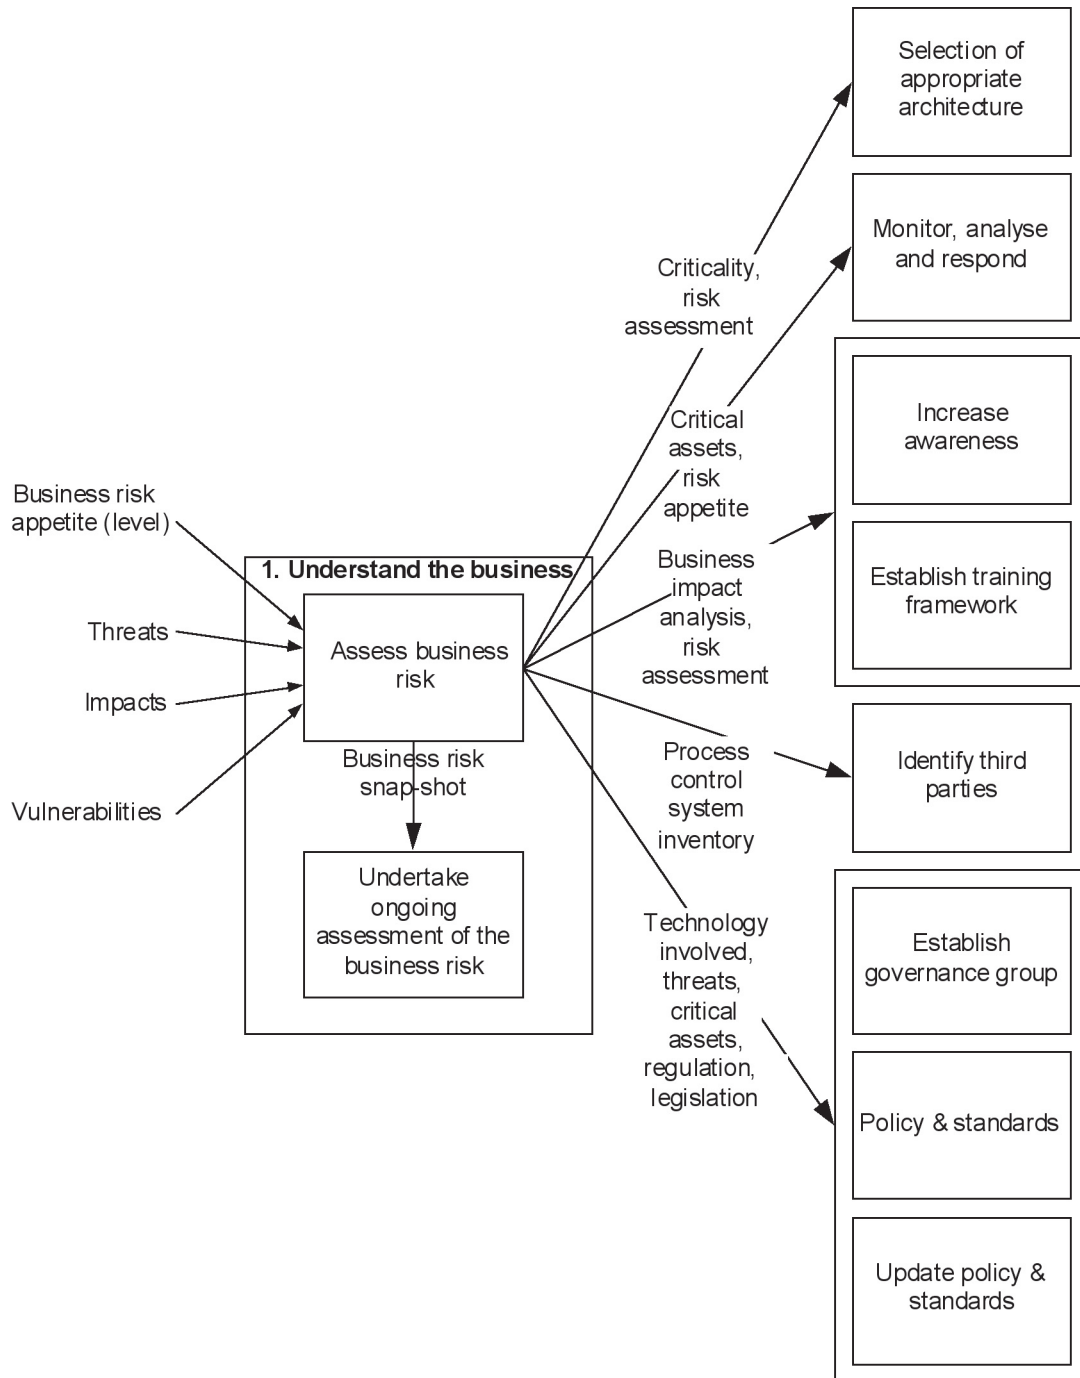 Selection of
appropriate
architecture
Monitor, analyse
and respond
Criticality,
risk
assessment
Increase
awareness
Critical
assets,
risk
appetite
Business risk
appetite (level)
Business
impact
analysis,
risk
assessment
1. Understand the business
Establish training
framework
Threats
Assess business
risk
Impacts
Business risk
snap-shot
Process
control
system
inventory
Identify third
parties
Vulnerabilities
Undertake
ongoing
assessment of the
business risk
Technology
involved,
threats,
critical
assets,
regulation,
legislation
Establish
governance group
Policy & standards
Update policy &
standards